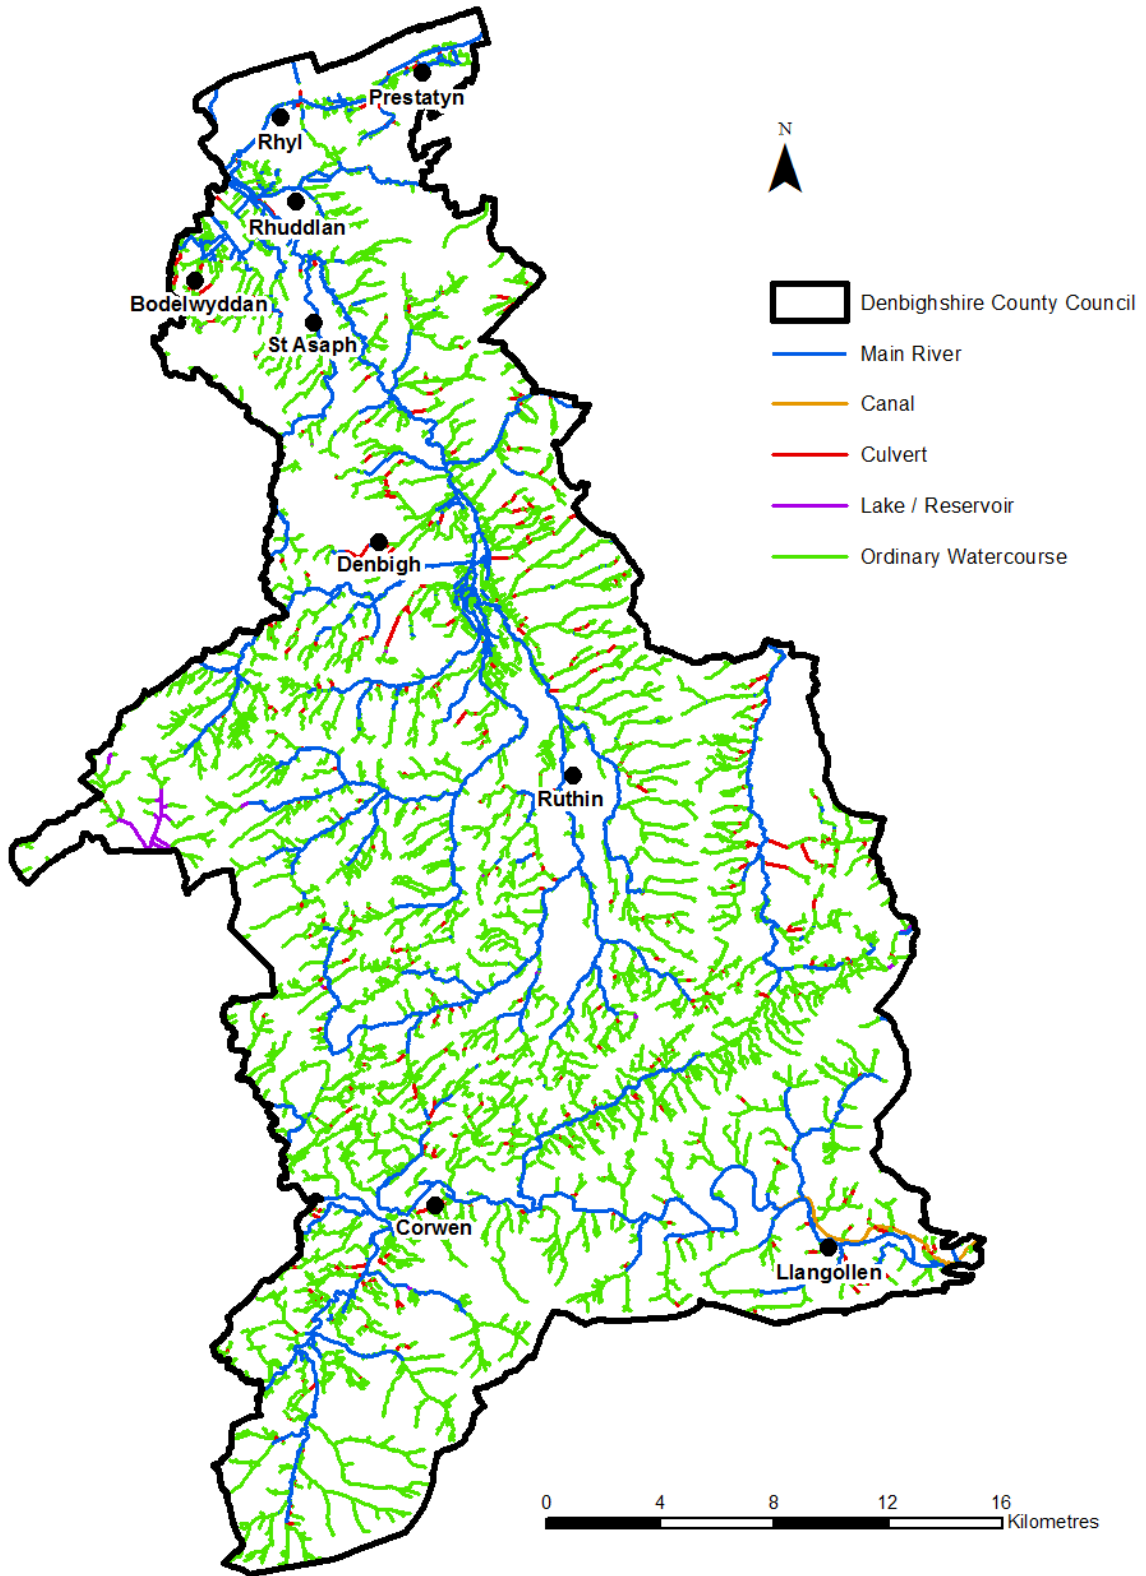 Prestatyn
N
Rhyl
Rhuddlan
Bodelwyddan
Denbighshire County Council
St Asaph
Main River
Canal
Culvert
Lake / Reservoir
Denbigh
Ordinary Watercourse
Ruthin
Corwen
Llangollen
0 4 8 12 16
Kilometres